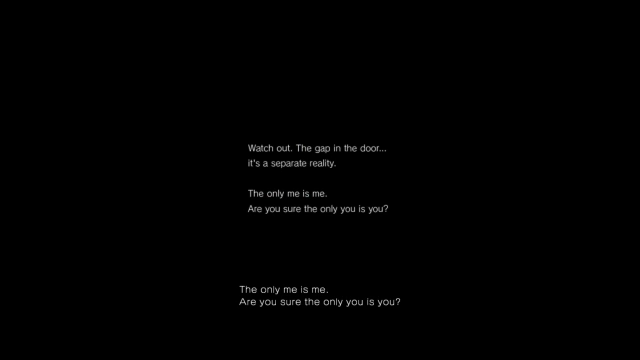 Watch out. The gap in the door...
it's a separate reality.
The only me is me.
Are you sure the only you is you?
The only me is me.
Are you sure the only you is you?